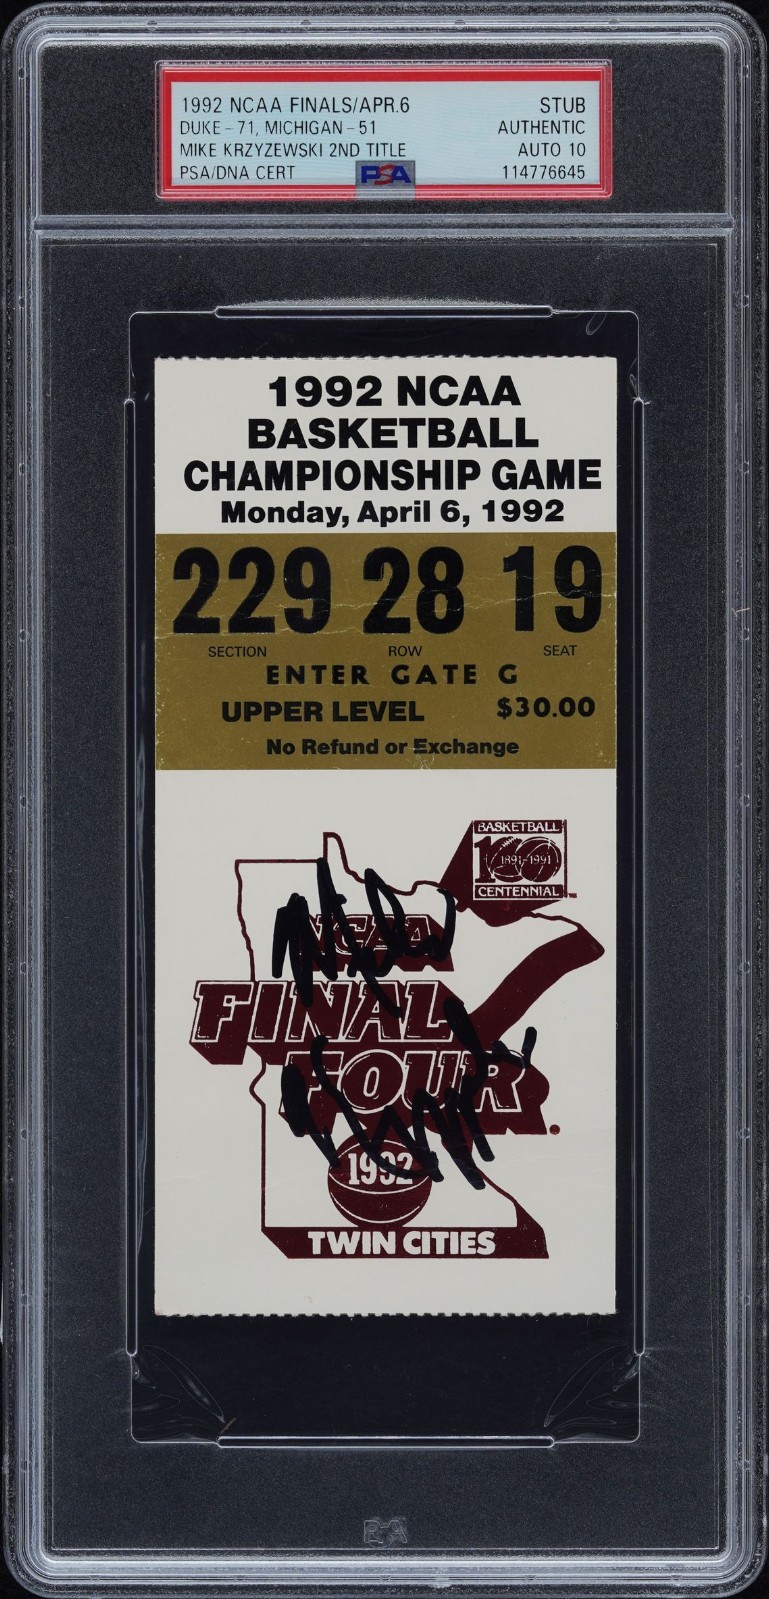 1992 NCAA FINALS/APR.6 STUB
DUKE-71, MICHIGAN-51 AUTHENTIC
MIKE KRZYZEWSKI 2ND TITLE AUTO 10
PSA/DNA CERT PSA 114776645
1992 NCAA
BASKETBALL
CHAMPIONSHIP GAME
Monday, April 6, 1992
229 28 19
SECTION ROW SEAT
ENTER GATE G
UPPER LEVEL $30.00
No Refund or Exchange
BASKETBALL
100
1891-1991
CENTENNIAL
NCAA
FINAL
FOUR
1992
TWIN CITIES
PSA